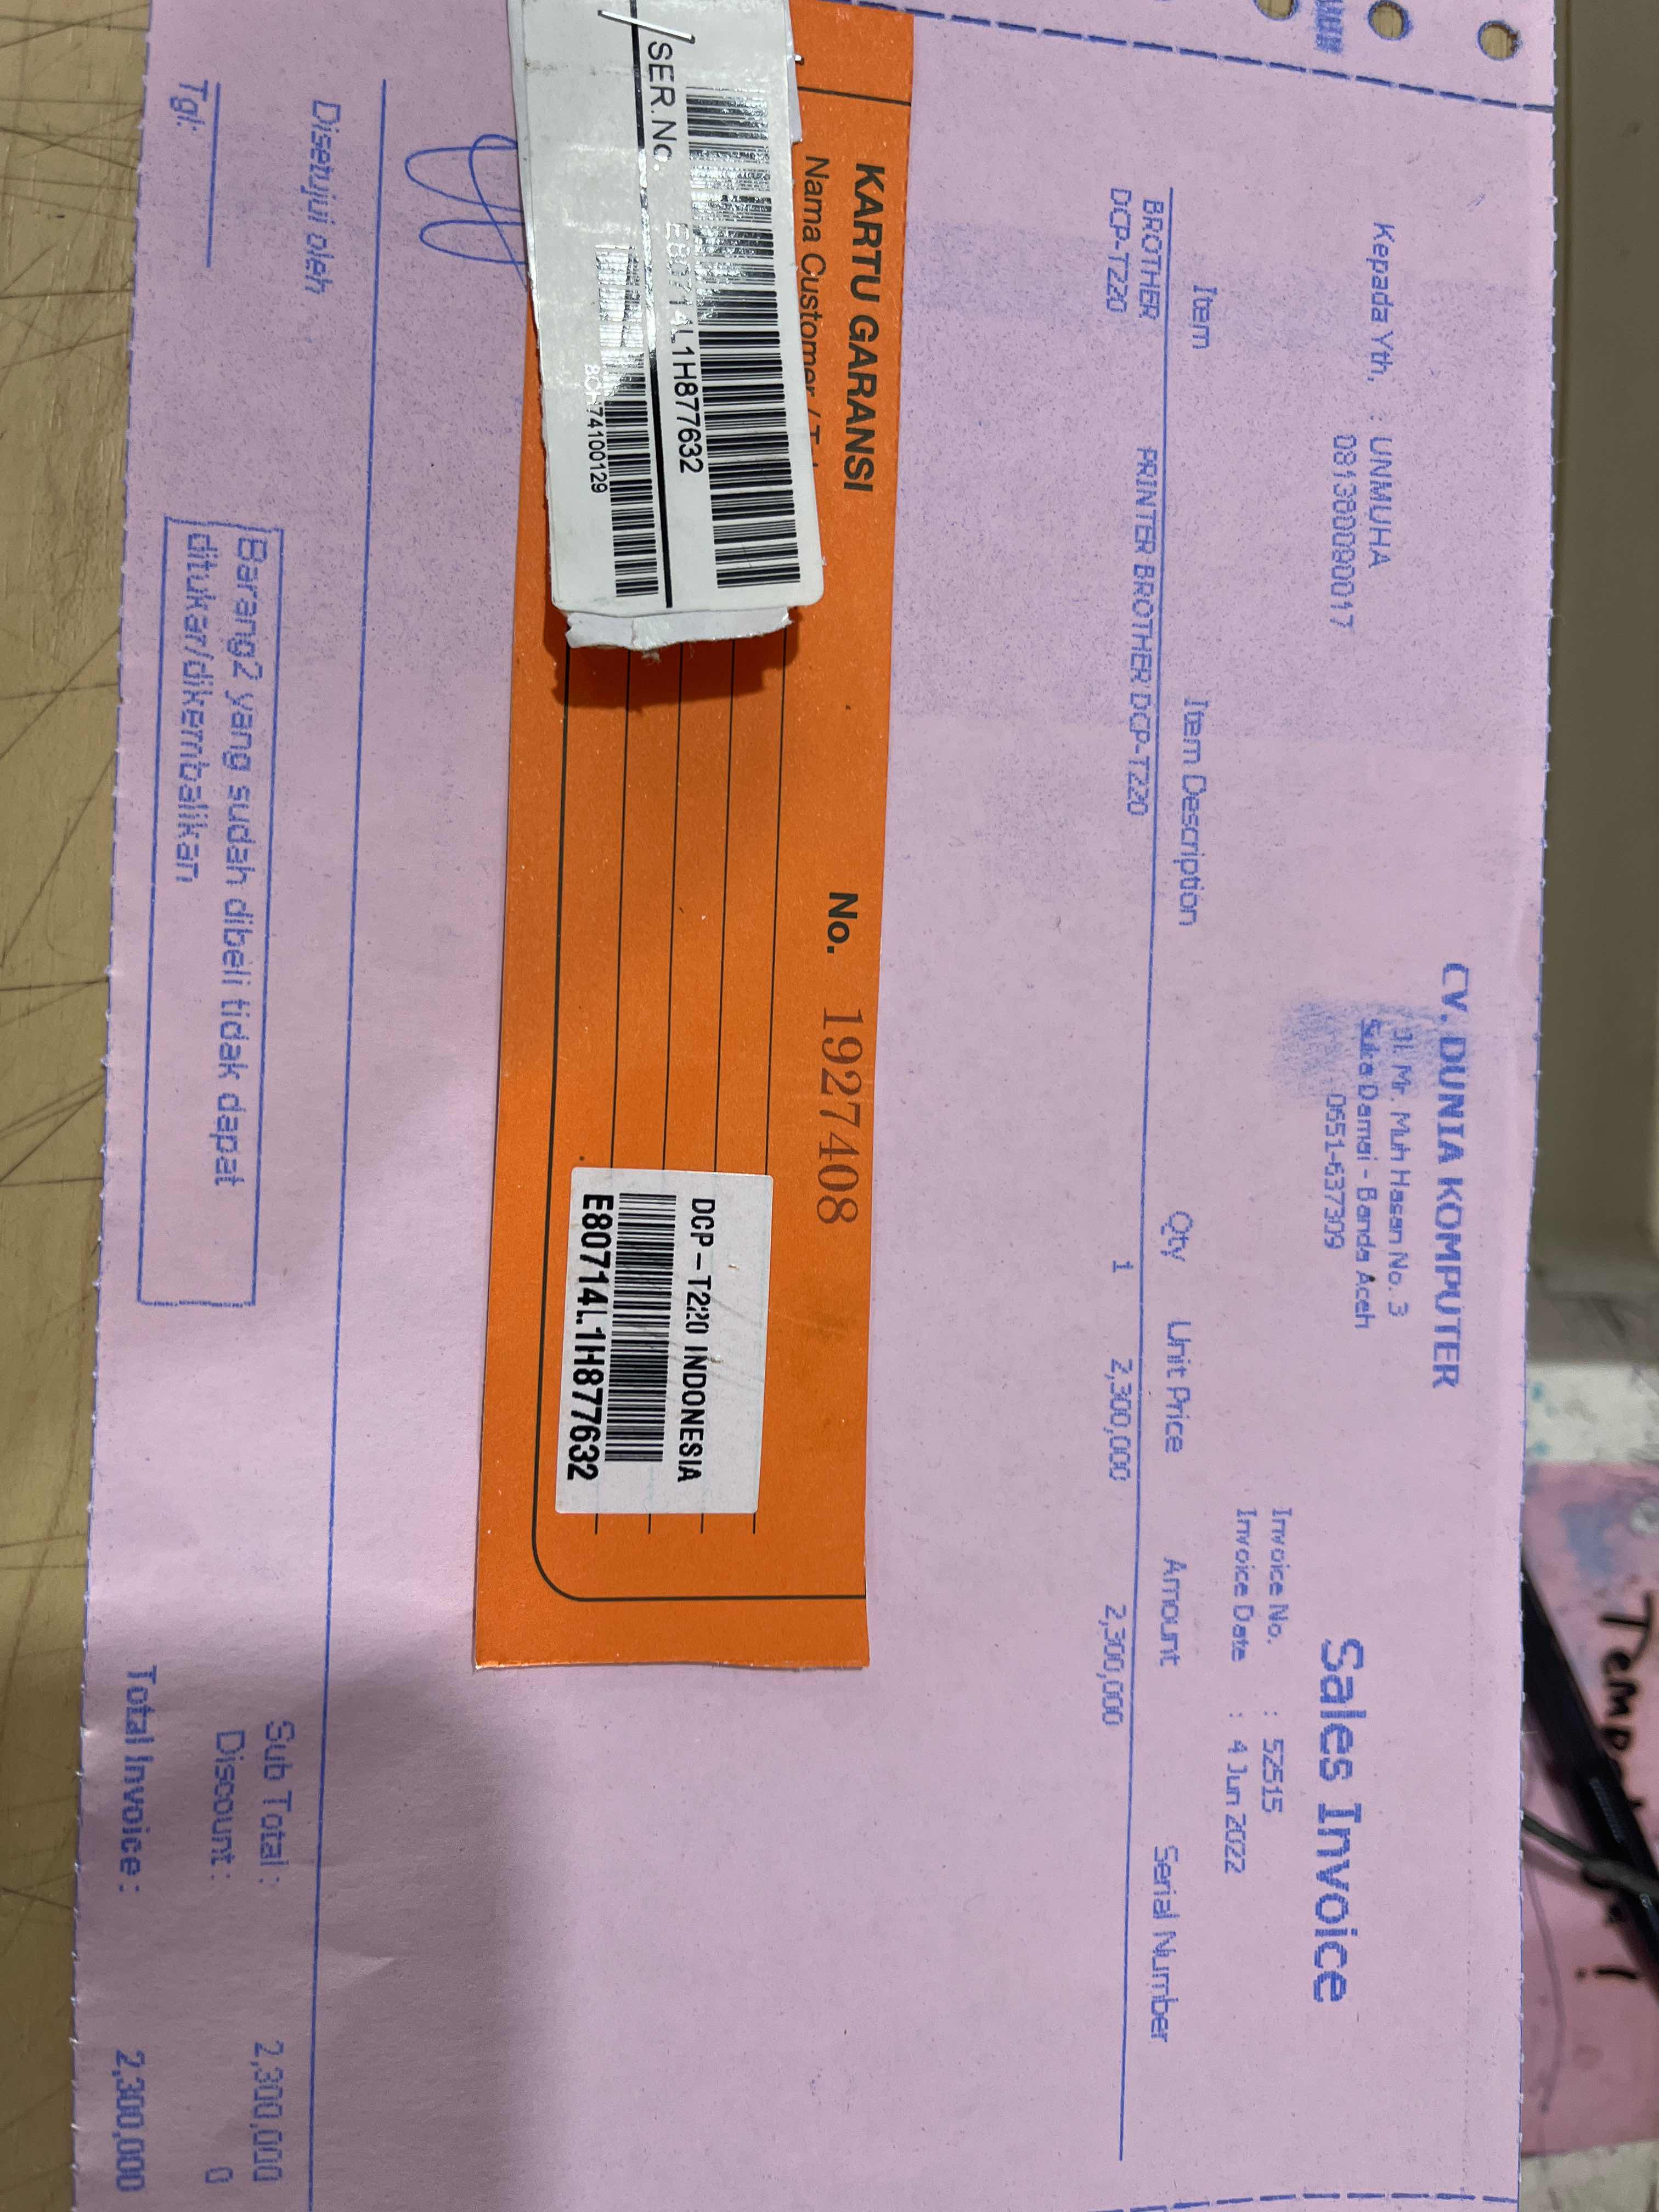 CV. DUNIA KOMPUTER
Jl. Mr. Muh Hasan No. 3
Suka Damai - Banda Aceh
0651-637309
Sales Invoice
Kepada Yth. : UNMUHA
081380090017
Invoice No. : 52515
Invoice Date : 4 Jun 2022
Item Item Description Qty Unit Price Amount Serial Number
BROTHER PRINTER BROTHER DCP-T220 1 2,300,000 2,300,000
DCP-T220
KARTU GARANSI No. 1927408
Nama Customer /
SER.No. E80714L1H877632
8CH74100129
DCP-T220 INDONESIA
E80714L1H877632
Disetujui oleh
Tgl:
Barang2 yang sudah dibeli tidak dapat
ditukar/dikembalikan
Sub Total : 2,300,000
Discount : 0
Total Invoice : 2,300,000